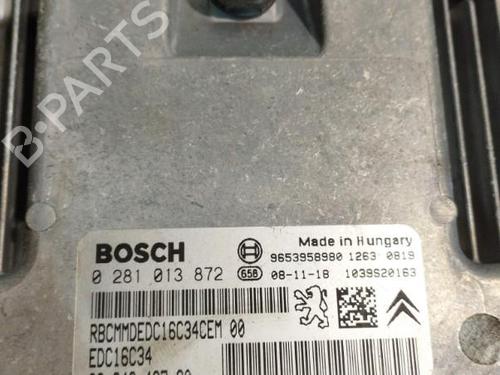 B-PARTS
BOSCH
Made in Hungary
9653958980 1263 0819
0 281 013 872 658 08-11-18 1039S20163
RBCMMDEDC16C34CEM 00
EDC16C34